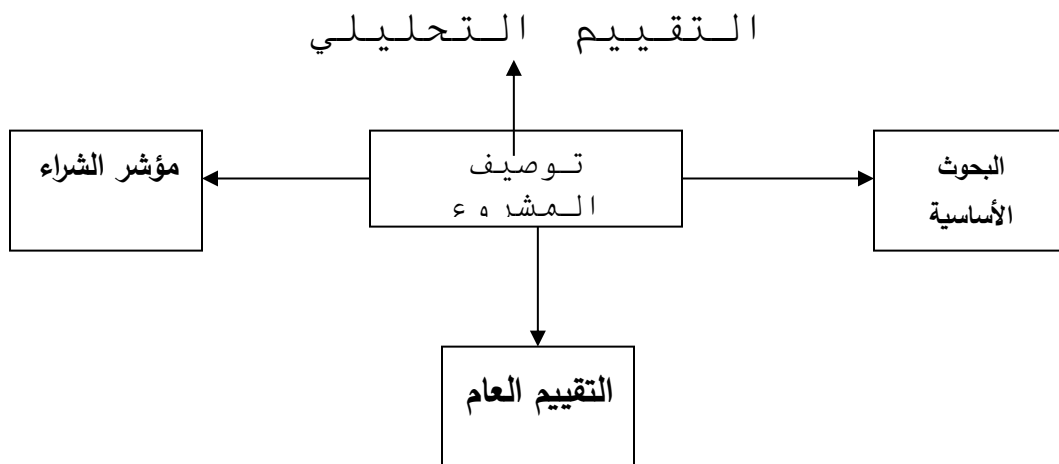 التقييم التحليلي
البحوث
الأساسية
توصيف
المشروع
مؤشر الشراء
التقييم العام